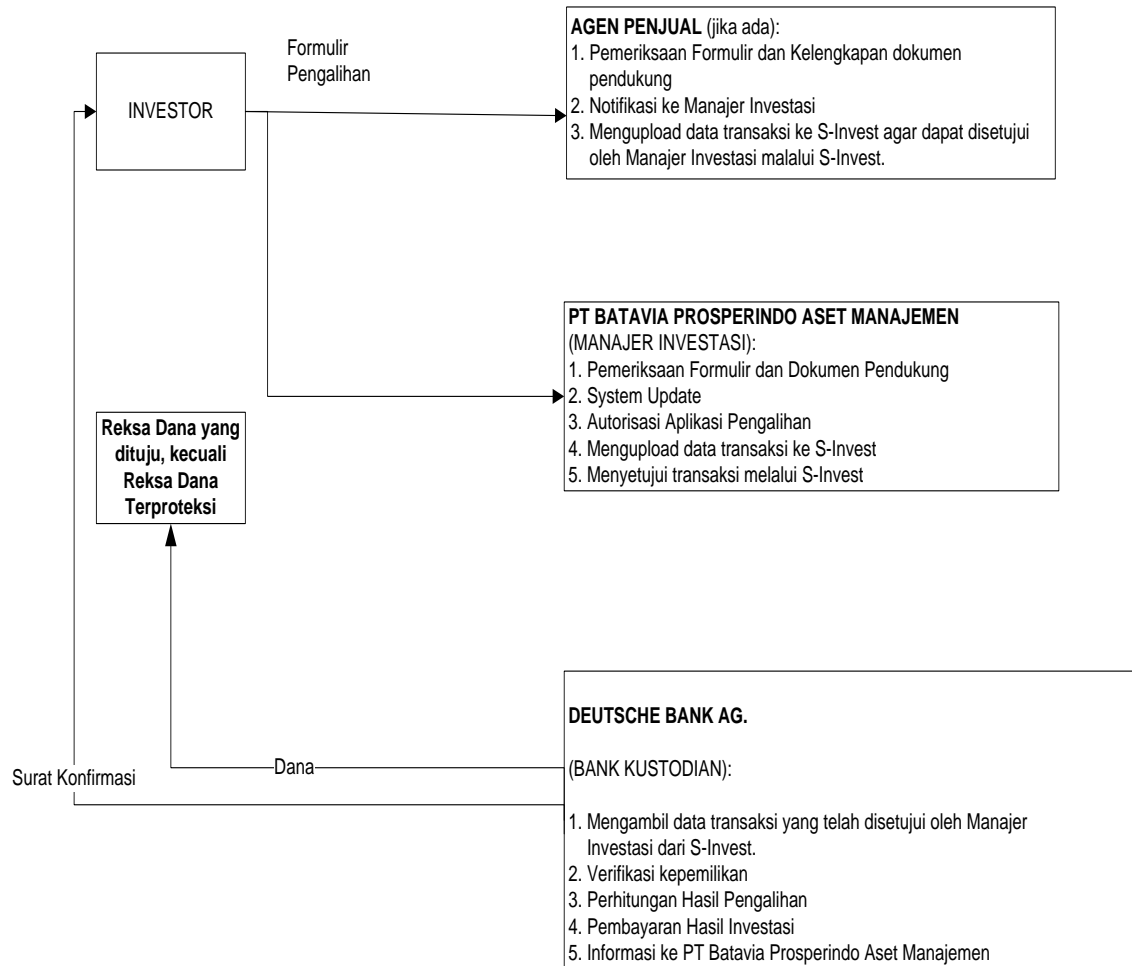 Formulir
Pengalihan
INVESTOR
AGEN PENJUAL (jika ada):
1. Pemeriksaan Formulir dan Kelengkapan dokumen
pendukung
2. Notifikasi ke Manajer Investasi
3. Mengupload data transaksi ke S-Invest agar dapat disetujui
oleh Manajer Investasi malalui S-Invest.
PT BATAVIA PROSPERINDO ASET MANAJEMEN
(MANAJER INVESTASI):
1. Pemeriksaan Formulir dan Dokumen Pendukung
2. System Update
3. Autorisasi Aplikasi Pengalihan
4. Mengupload data transaksi ke S-Invest
5. Menyetujui transaksi melalui S-Invest
Reksa Dana yang
dituju, kecuali
Reksa Dana
Terproteksi
Dana
Surat Konfirmasi
DEUTSCHE BANK AG.
(BANK KUSTODIAN):
1. Mengambil data transaksi yang telah disetujui oleh Manajer
Investasi dari S-Invest.
2. Verifikasi kepemilikan
3. Perhitungan Hasil Pengalihan
4. Pembayaran Hasil Investasi
5. Informasi ke PT Batavia Prosperindo Aset Manajemen